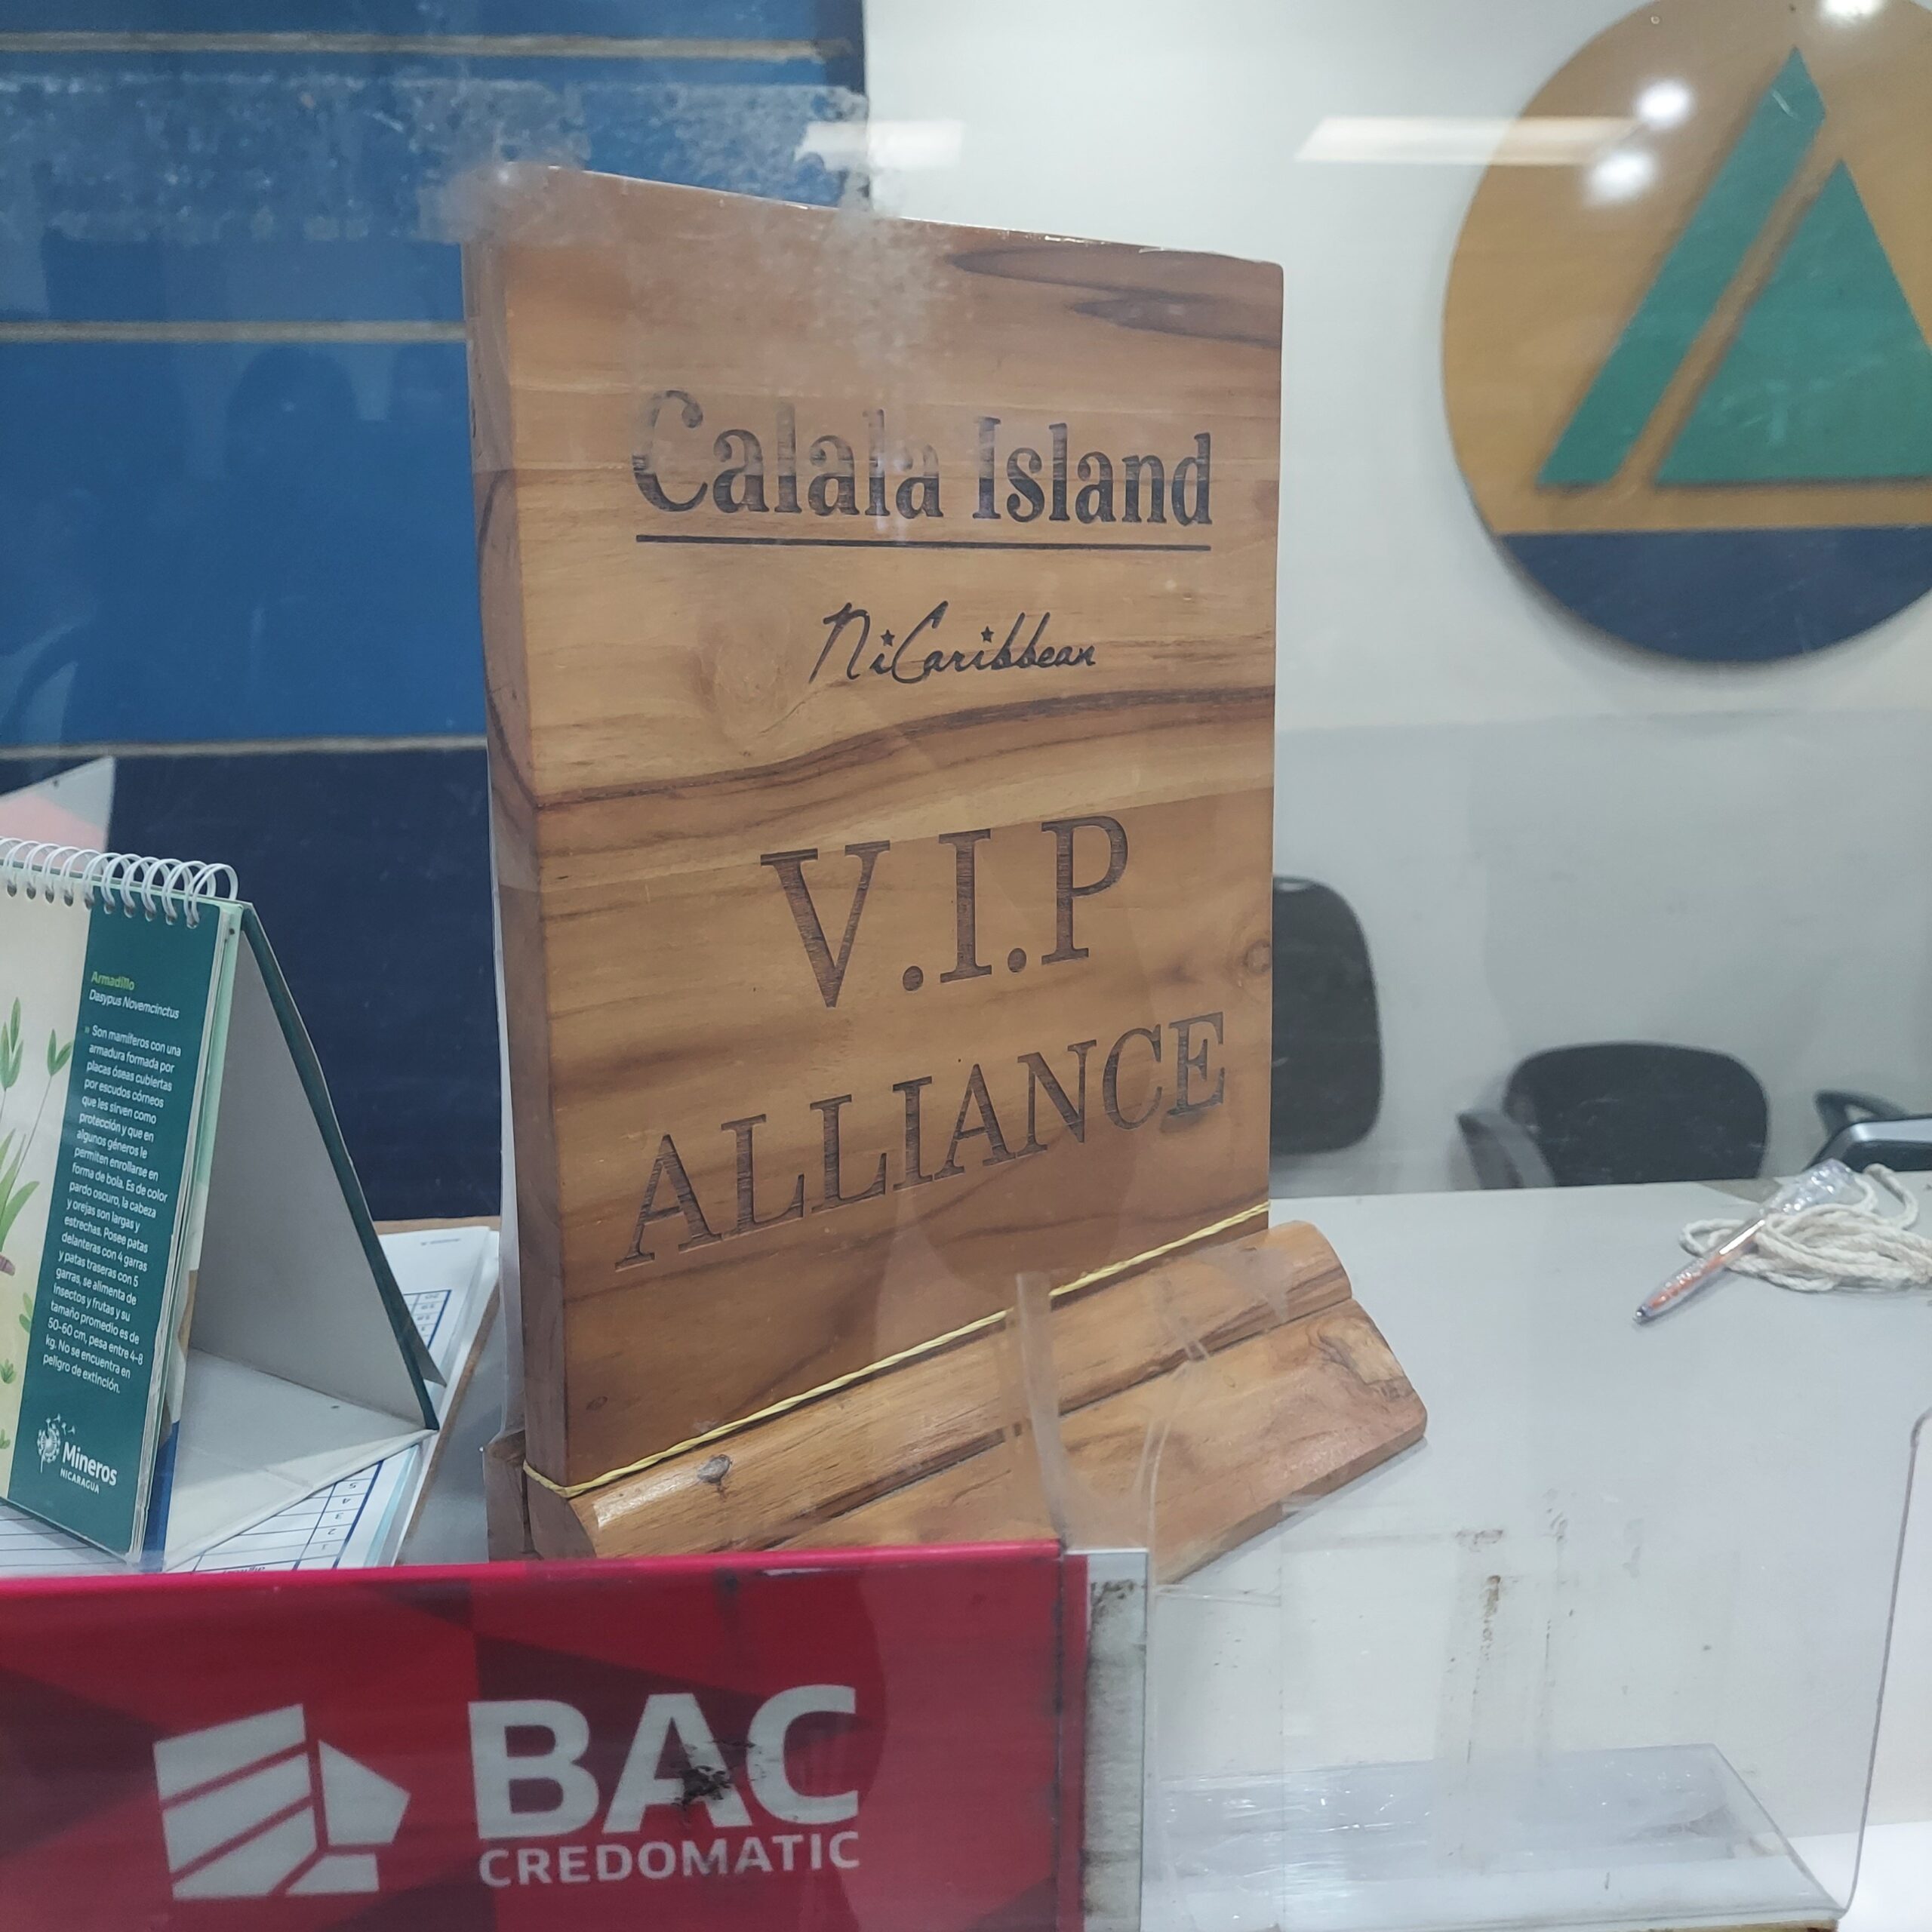 Calala Island
NiCaribbean
V.I.P
ALLIANCE
Armadillo
Dasypus Novemcinctus
» Son mamíferos con una
armadura formada por
placas óseas cubiertas
por escudos córneos
que les sirven como
protección y que en
algunos géneros le
permiten enrollarse en
forma de bola. Es de color
pardo oscuro, la cabeza
y orejas son largas y
estrechas. Posee patas
delanteras con 4 garras
y patas traseras con 5
garras, se alimenta de
insectos y frutas y su
tamaño promedio es de
50-60 cm, pesa entre 4-8
kg. No se encuentra en
peligro de extinción.
Mineros
NICARAGUA
BAC
CREDOMATIC